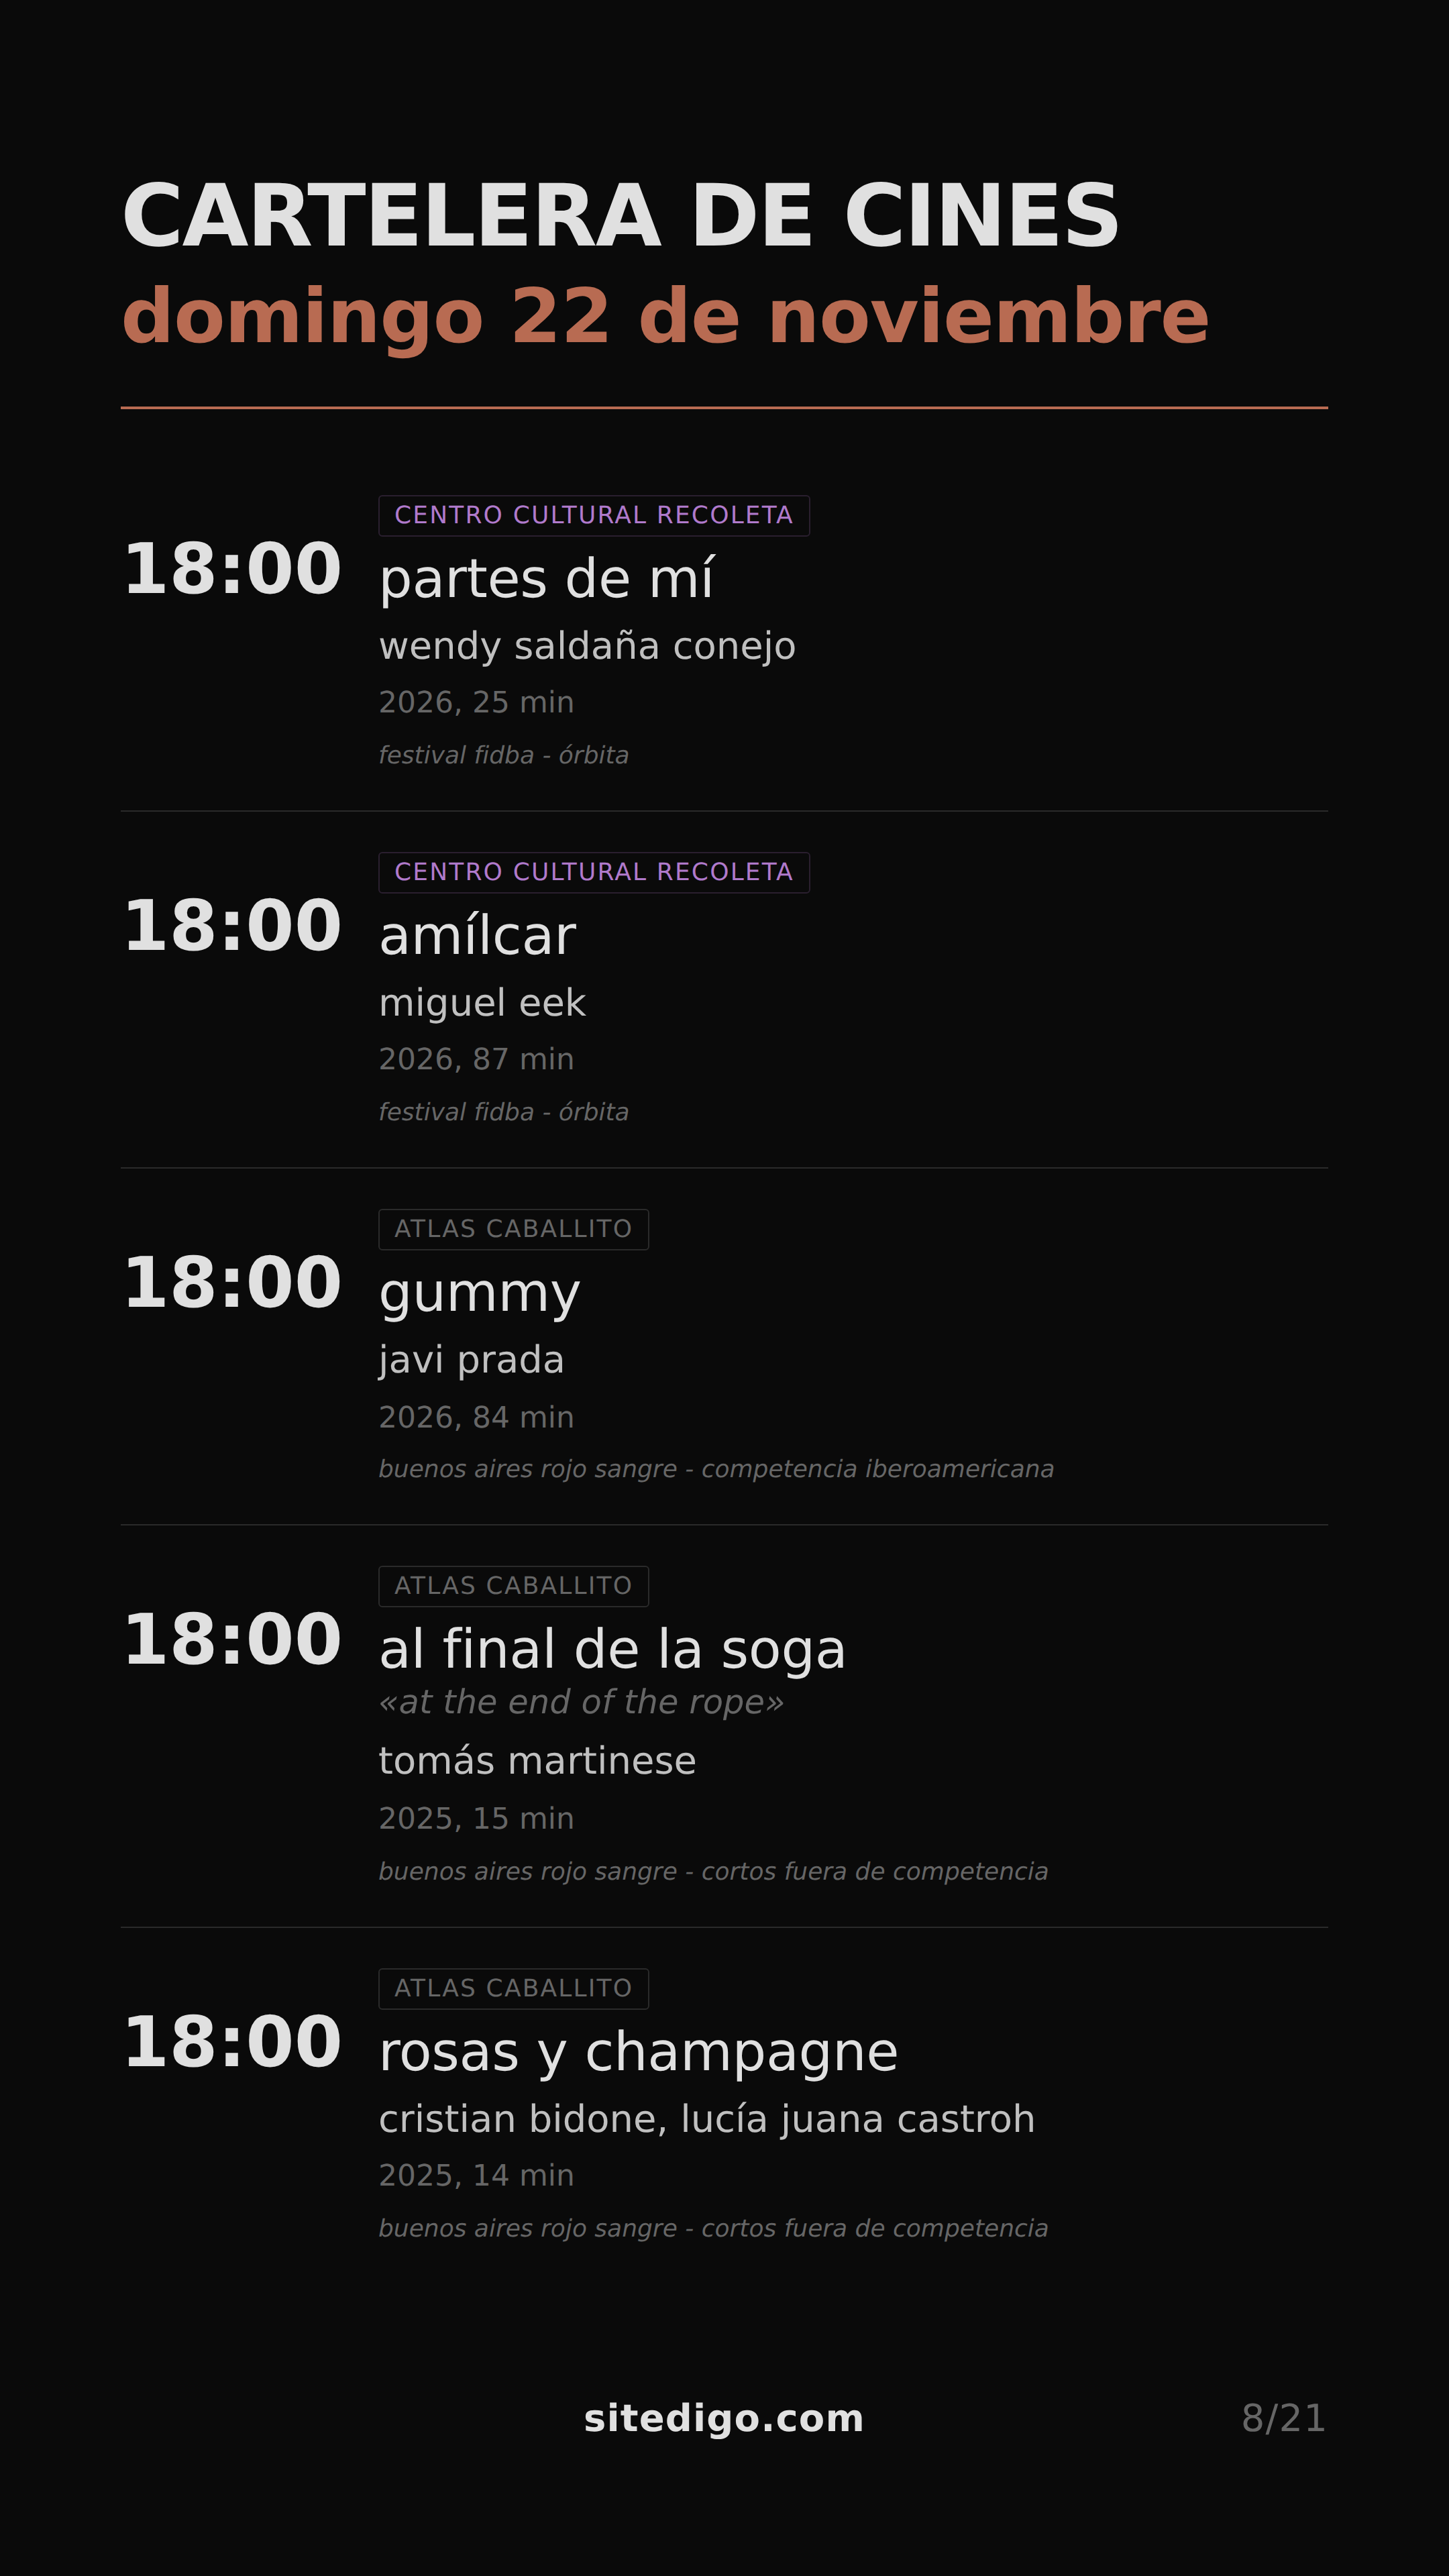 CARTELERA DE CINES
domingo 22 de noviembre
CENTRO CULTURAL RECOLETA
18:00
partes de mí
wendy saldaña conejo
2026, 25 min
festival fidba - órbita
CENTRO CULTURAL RECOLETA
18:00
amílcar
miguel eek
2026, 87 min
festival fidba - órbita
ATLAS CABALLITO
18:00
gummy
javi prada
2026, 84 min
buenos aires rojo sangre - competencia iberoamericana
ATLAS CABALLITO
18:00
al final de la soga
«at the end of the rope»
tomás martinese
2025, 15 min
buenos aires rojo sangre - cortos fuera de competencia
ATLAS CABALLITO
18:00
rosas y champagne
cristian bidone, lucía juana castroh
2025, 14 min
buenos aires rojo sangre - cortos fuera de competencia
sitedigo.com
8/21